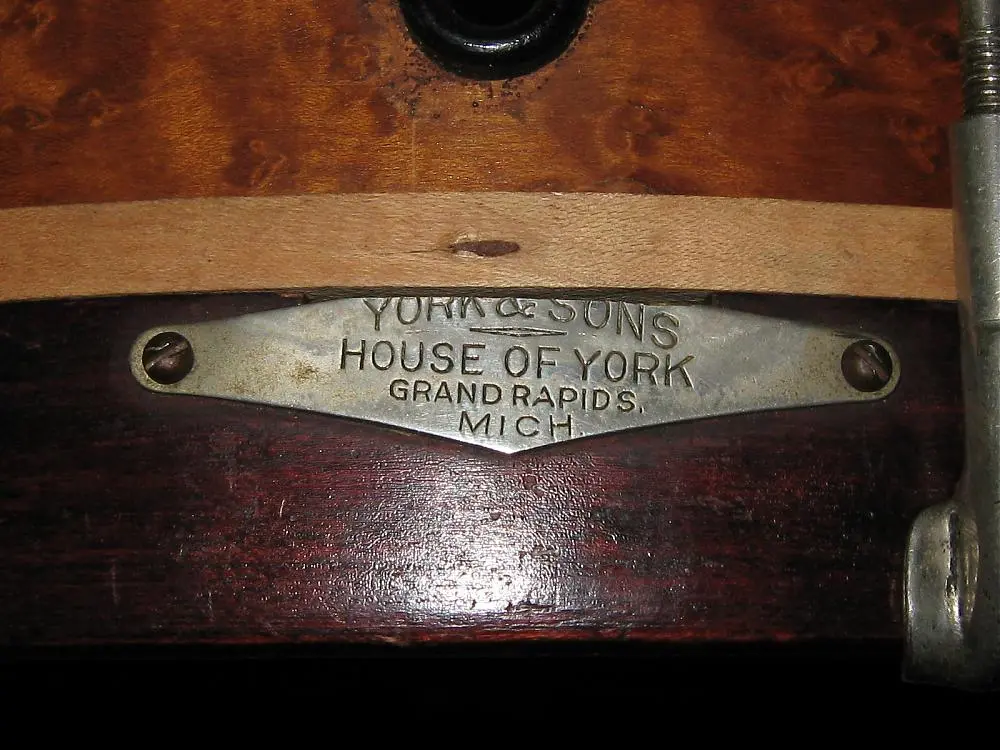 YORK & SONS
HOUSE OF YORK
GRAND RAPIDS,
MICH.